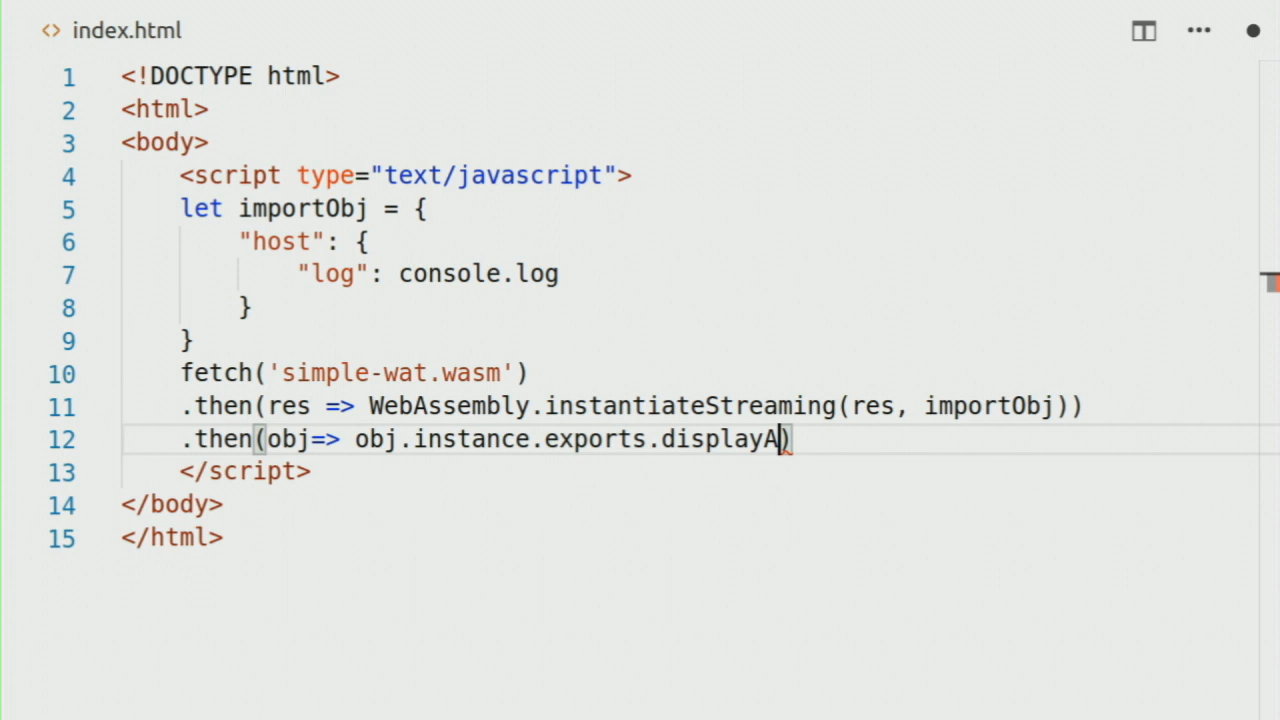 <> index.html
1 <!DOCTYPE html>
2 <html>
3 <body>
4     <script type="text/javascript">
5     let importObj = {
6         "host": {
7             "log": console.log
8         }
9     }
10     fetch('simple-wat.wasm')
11     .then(res => WebAssembly.instantiateStreaming(res, importObj))
12     .then(obj=> obj.instance.exports.displayA)
13     </script>
14 </body>
15 </html>